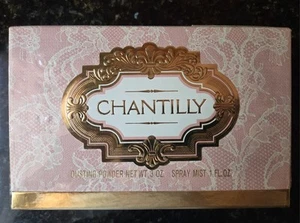 CHANTILLY
DUSTING POWDER NET WT. 3 OZ. SPRAY MIST 1 FL. OZ.